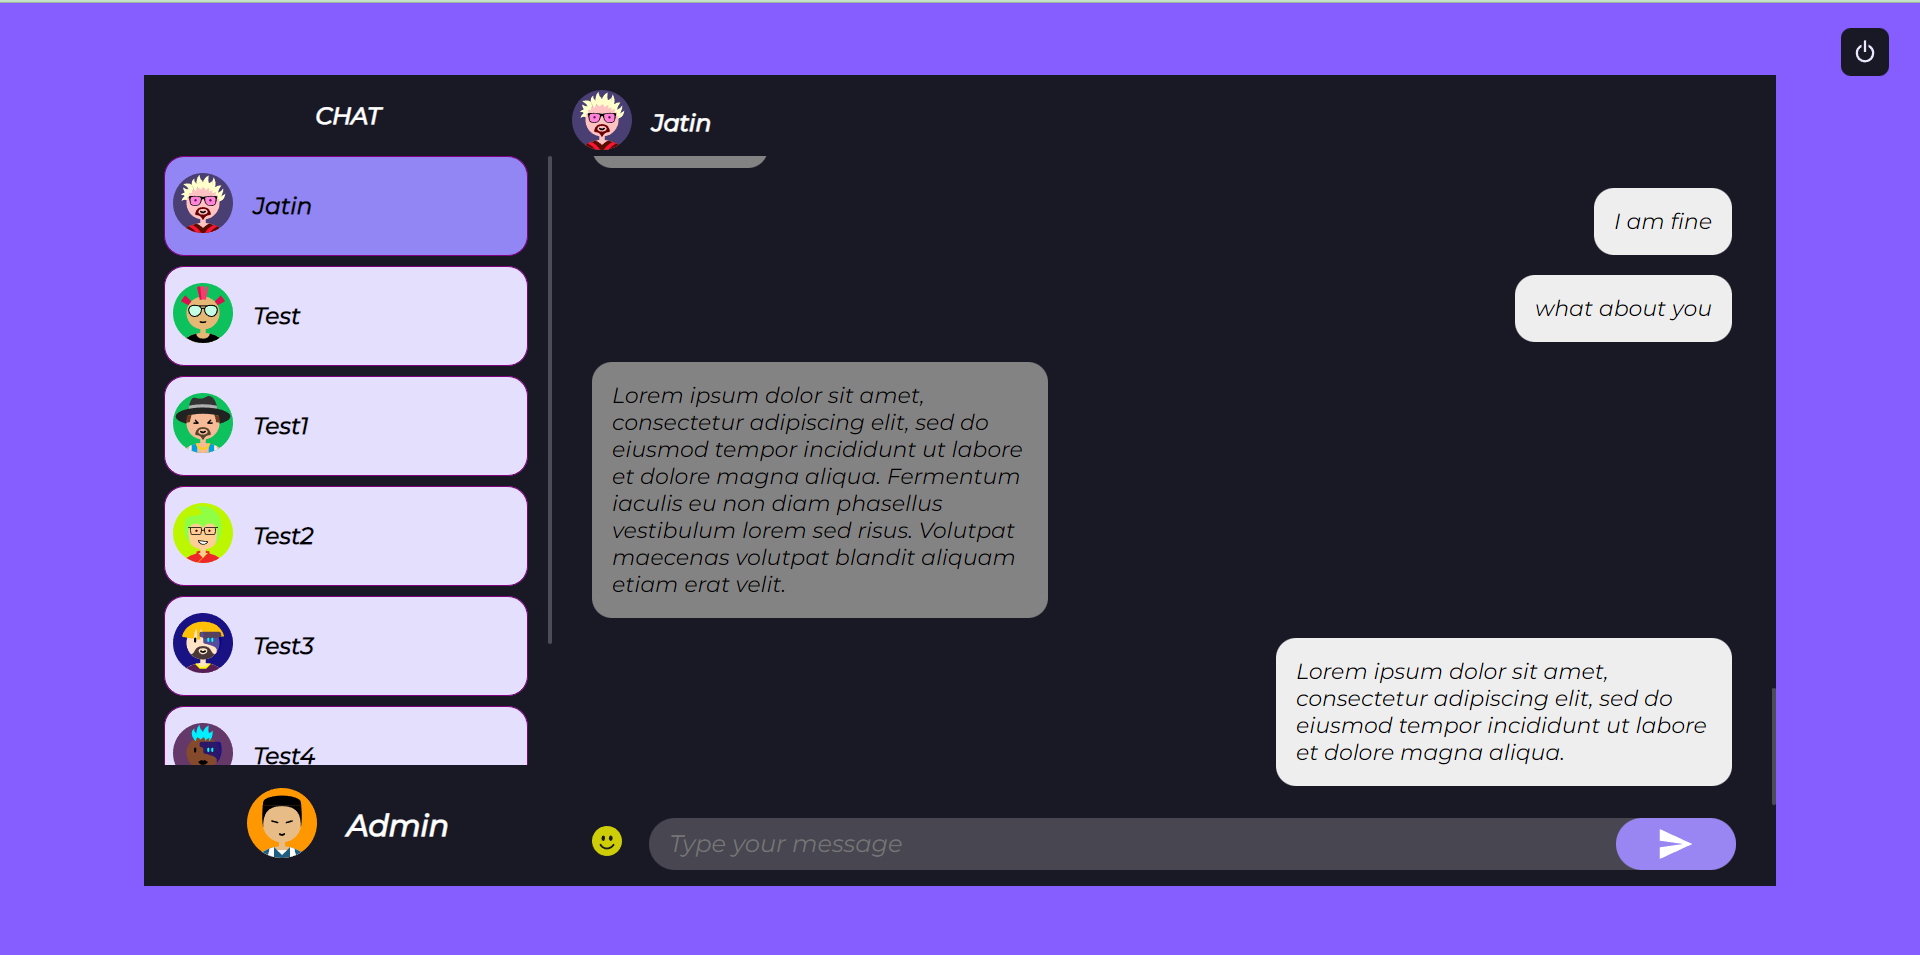 CHAT
Jatin
Test
Test1
Test2
Test3
Test4
Admin
Jatin
I am fine
what about you
Lorem ipsum dolor sit amet,
consectetur adipiscing elit, sed do
eiusmod tempor incididunt ut labore
et dolore magna aliqua. Fermentum
iaculis eu non diam phasellus
vestibulum lorem sed risus. Volutpat
maecenas volutpat blandit aliquam
etiam erat velit.
Lorem ipsum dolor sit amet,
consectetur adipiscing elit, sed do
eiusmod tempor incididunt ut labore
et dolore magna aliqua.
Type your message